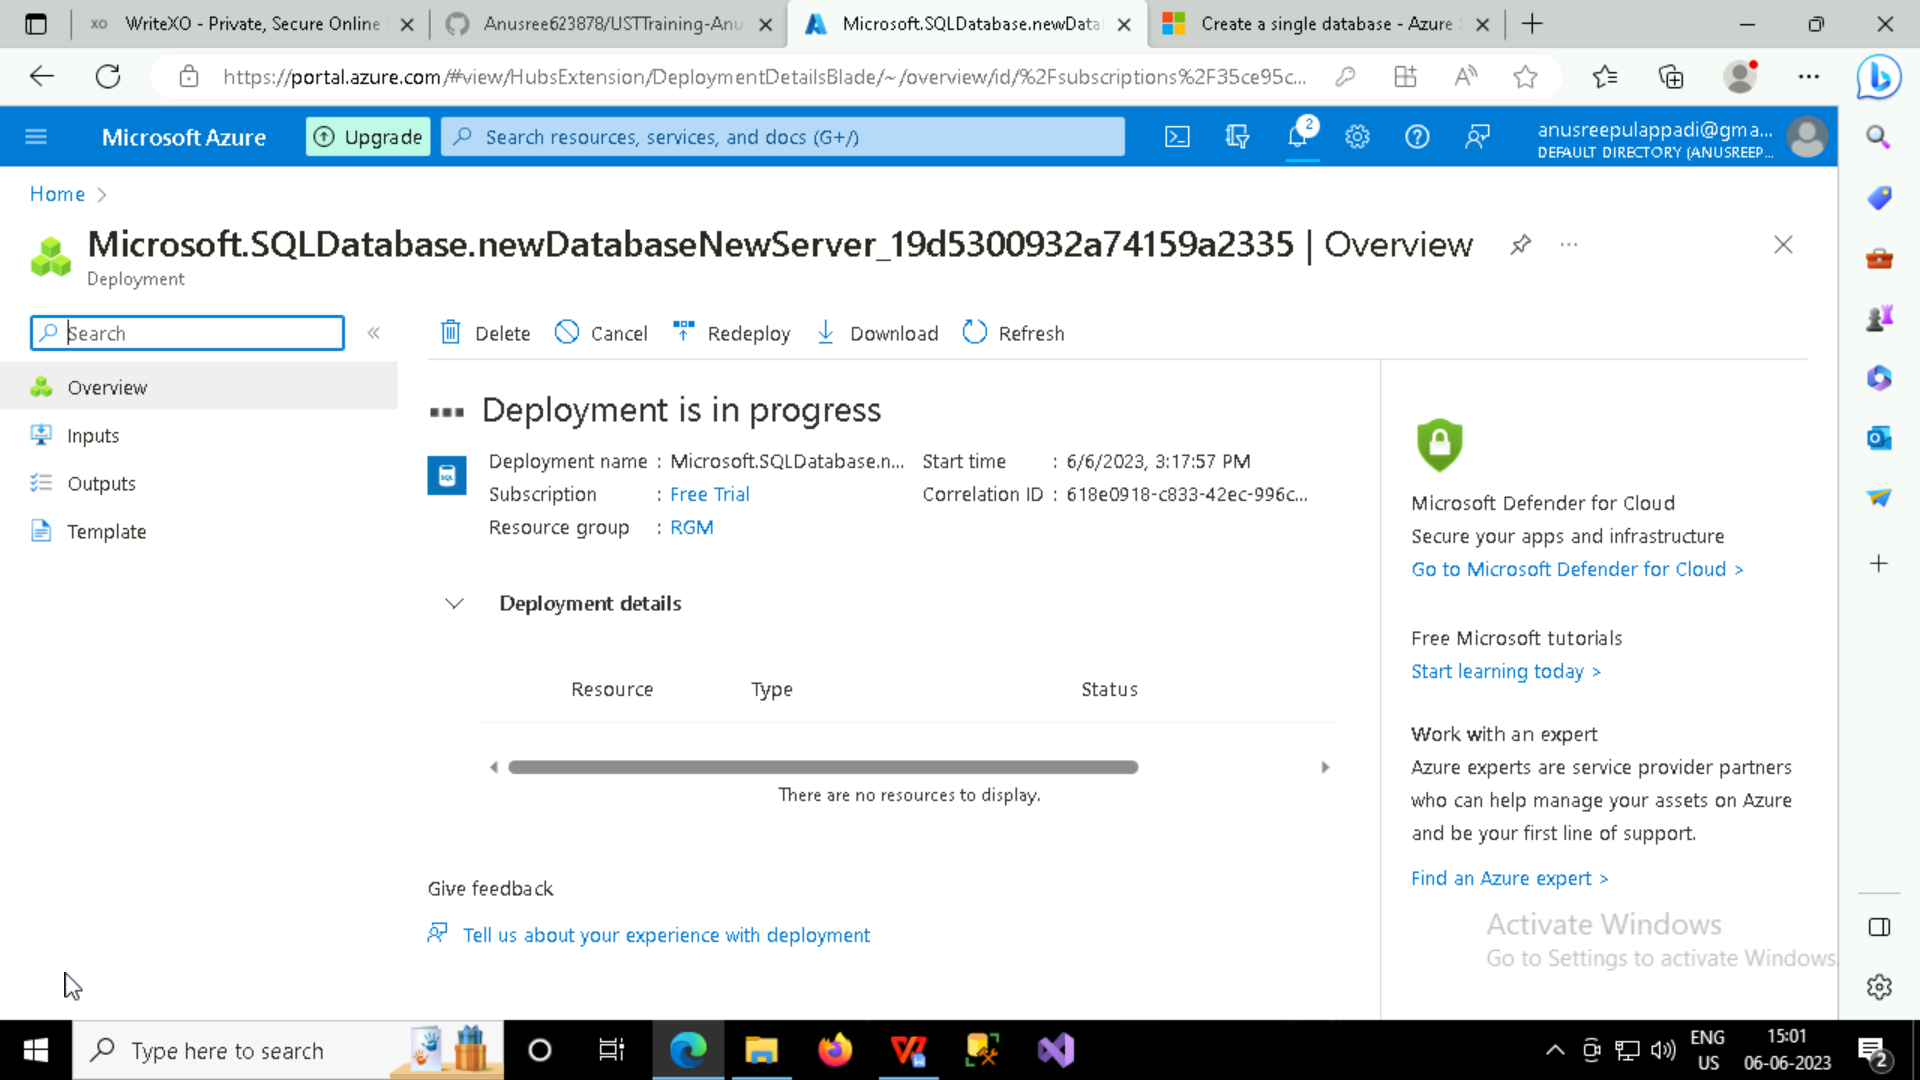 XO WriteXO - Private, Secure Online
Anusree623878/USTTraining-Anu
Microsoft.SQLDatabase.newData
Create a single database - Azure S
https://portal.azure.com/#view/HubsExtension/DeploymentDetailsBlade/~/overview/id/%2Fsubscriptions%2F35ce95c...
Microsoft Azure
Upgrade
Search resources, services, and docs (G+/)
2
anusreepulappadi@gma...
DEFAULT DIRECTORY (ANUSREEP...
Home >
Microsoft.SQLDatabase.newDatabaseNewServer_19d5300932a74159a2335 | Overview
Deployment
Search
Overview
Inputs
Outputs
Template
Delete
Cancel
Redeploy
Download
Refresh
Deployment is in progress
Deployment name : Microsoft.SQLDatabase.n...
Subscription : Free Trial
Resource group : RGM
Start time : 6/6/2023, 3:17:57 PM
Correlation ID : 618e0918-c833-42ec-996c...
SQL
Deployment details
Resource Type Status
There are no resources to display.
Give feedback
Tell us about your experience with deployment
Microsoft Defender for Cloud
Secure your apps and infrastructure
Go to Microsoft Defender for Cloud >
Free Microsoft tutorials
Start learning today >
Work with an expert
Azure experts are service provider partners
who can help manage your assets on Azure
and be your first line of support.
Find an Azure expert >
Activate Windows
Go to Settings to activate Windows.
Type here to search
ENG
US
15:01
06-06-2023
2